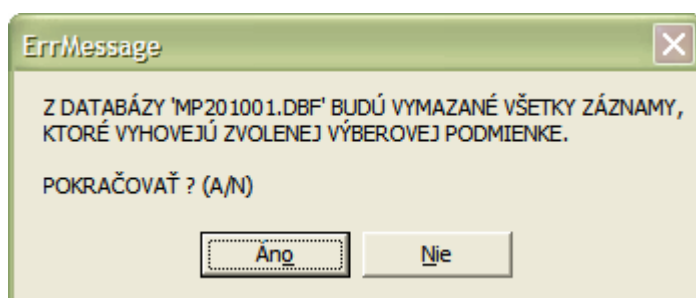 ErrMessage
Z DATABÁZY 'MP201001.DBF' BUDÚ VYMAZANÉ VŠETKY ZÁZNAMY,
KTORÉ VYHOVEJÚ ZVOLENEJ VÝBEROVEJ PODMIENKE.
POKRAČOVAŤ ? (A/N)
Áno
Nie